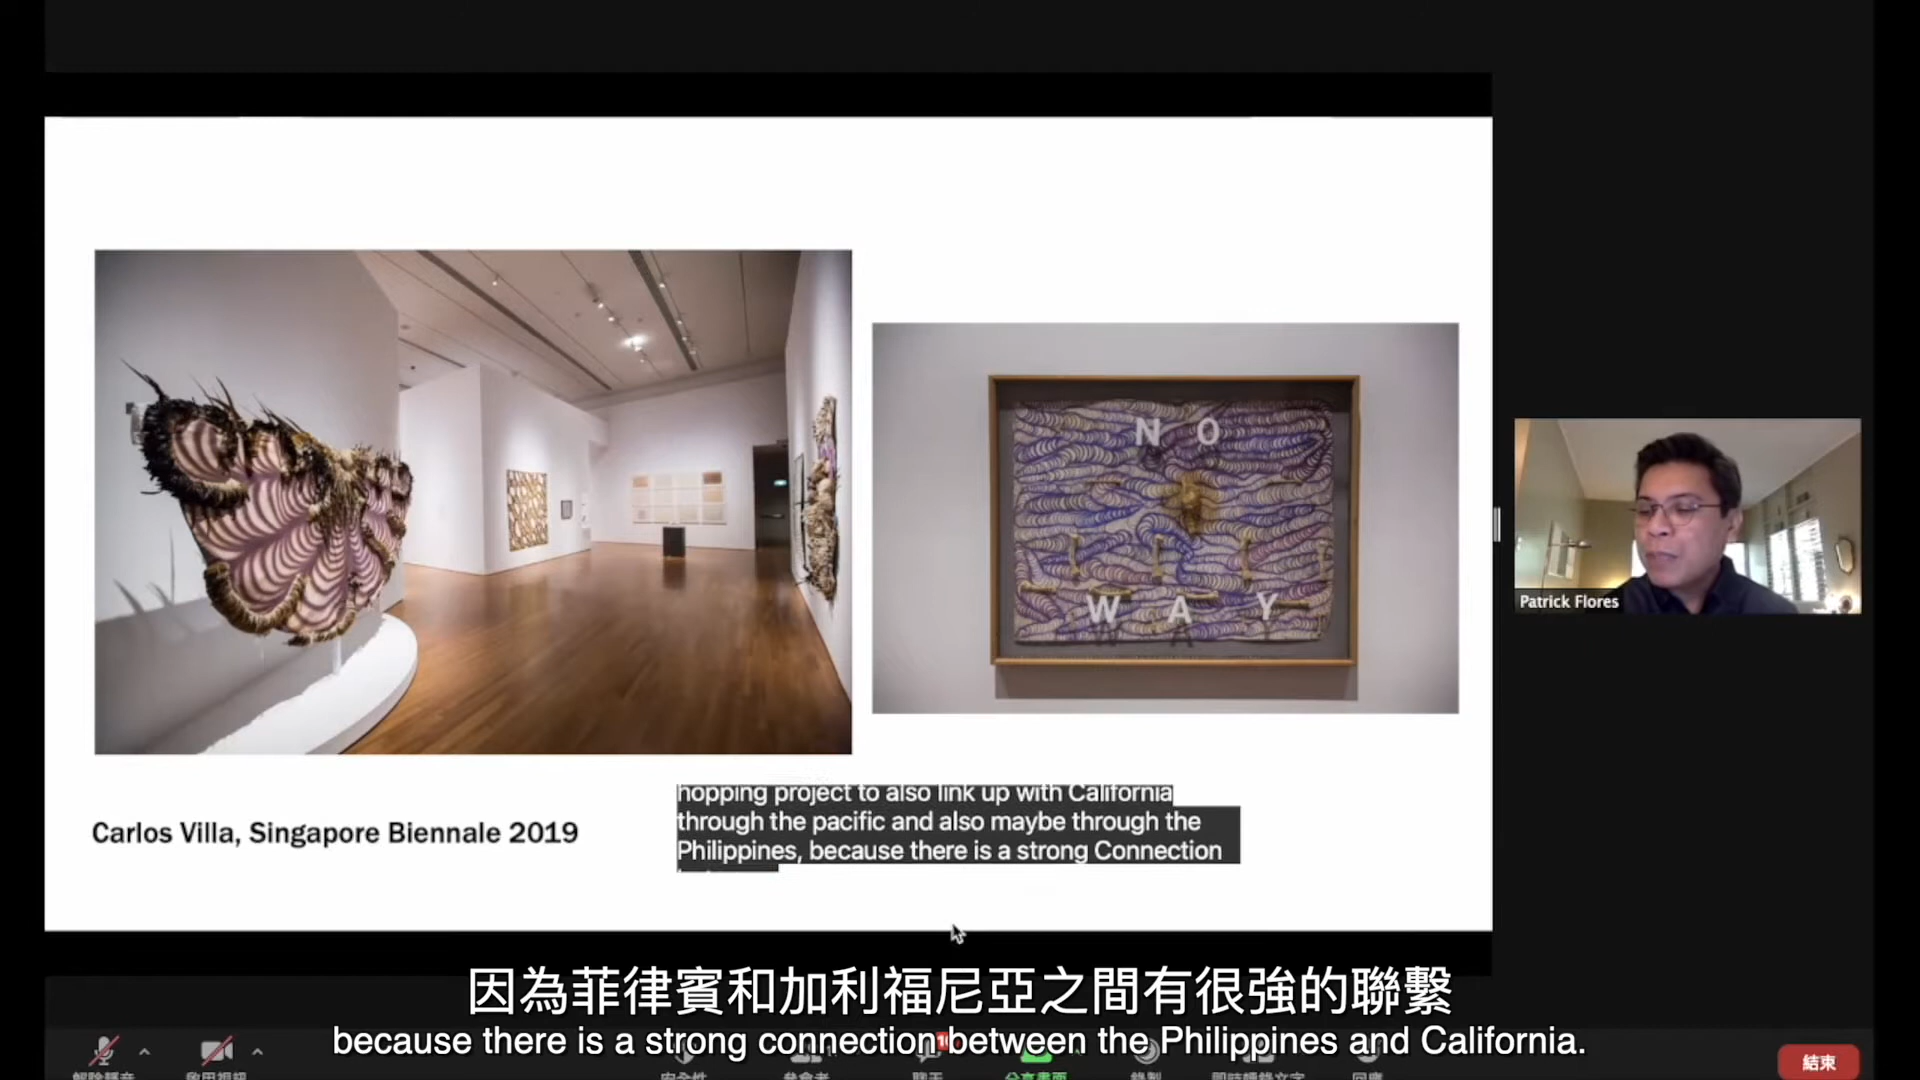 N O
W A Y
Patrick Flores
Carlos Villa, Singapore Biennale 2019
hopping project to also link up with California
through the pacific and also maybe through the
Philippines, because there is a strong Connection
因為菲律賓和加利福尼亞之間有很強的聯繫
because there is a strong connection between the Philippines and California.
結束